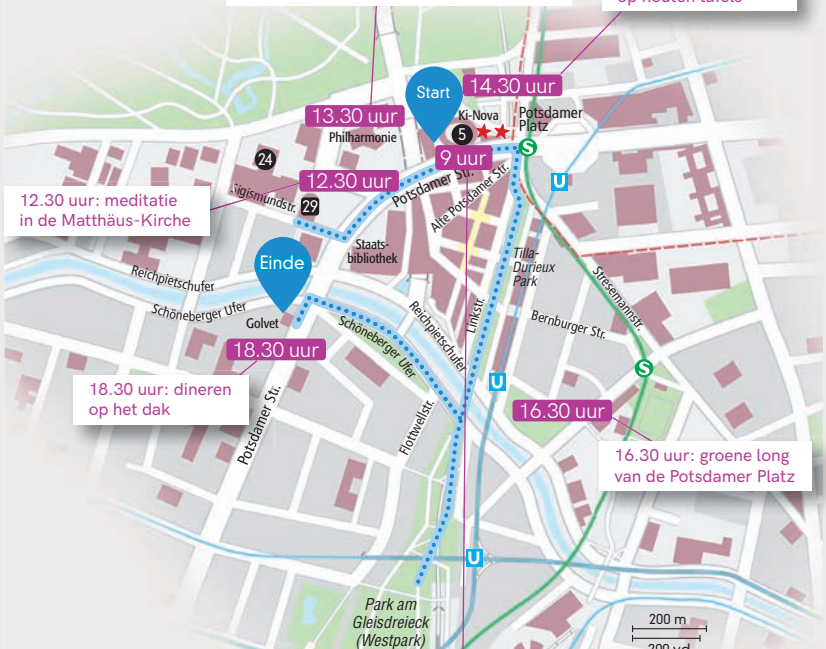 op houten tafels
14.30 uur
Start
Ki-Nova
Potsdamer
Platz
13.30 uur
Philharmonie
5
S
9 uur
24
12.30 uur
Potsdamer Str.
Alte Potsdamer Str.
U
Sigismundstr.
29
12.30 uur: meditatie
in de Matthäus-Kirche
Staats-
bibliothek
Einde
Tilla-
Durieux
Park
Reichpietschufer
Stresemannstr.
Schöneberger Ufer
Golvet
Schöneberger Ufer
Reichpietschufer
Linkstr.
Bernburger Str.
18.30 uur
18.30 uur: dineren
op het dak
U
S
Potsdamer Str.
Flottwellstr.
16.30 uur
16.30 uur: groene long
van de Potsdamer Platz
U
Park am
Gleisdreieck
(Westpark)
200 m
200 yd